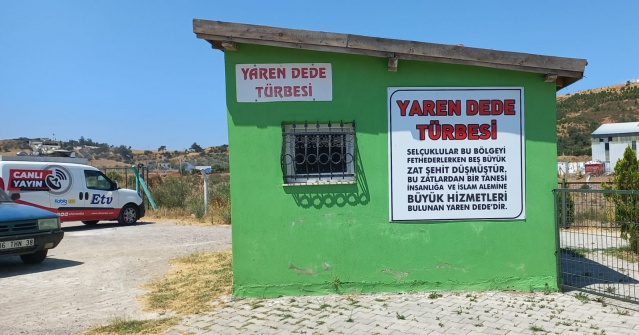 YAREN DEDE
TÜRBESİ
YAREN DEDE
TÜRBESİ
SELÇUKLULAR BU BÖLGEYİ
FETHEDERLERKEN BEŞ BÜYÜK
ZAT ŞEHİT DÜŞMÜŞTÜR.
BU ZATLARDAN BİR TANESİ
İNSANLIĞA VE İSLAM ALEMİNE
BÜYÜK HİZMETLERİ
BULUNAN YAREN DEDE'DİR.
CANLI
YAYIN
Etv